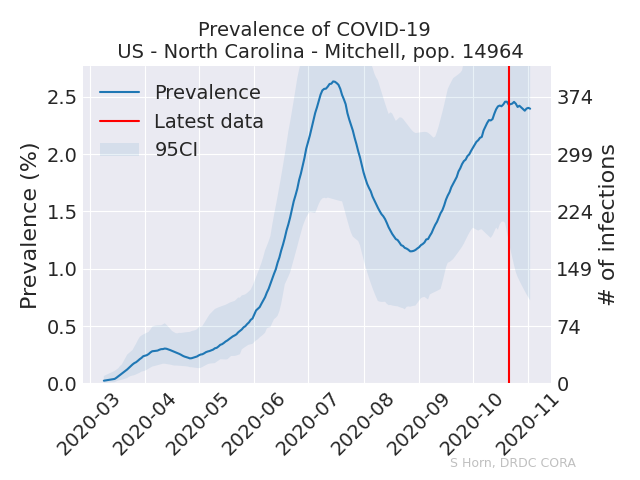 Prevalence of COVID-19
US - North Carolina - Mitchell, pop. 14964
Prevalence
Latest data
95CI
Prevalence (%)
2.5
2.0
1.5
1.0
0.5
0.0
374
299
224
149
74
0
# of infections
2020-03
2020-04
2020-05
2020-06
2020-07
2020-08
2020-09
2020-10
2020-11
S Horn, DRDC CORA